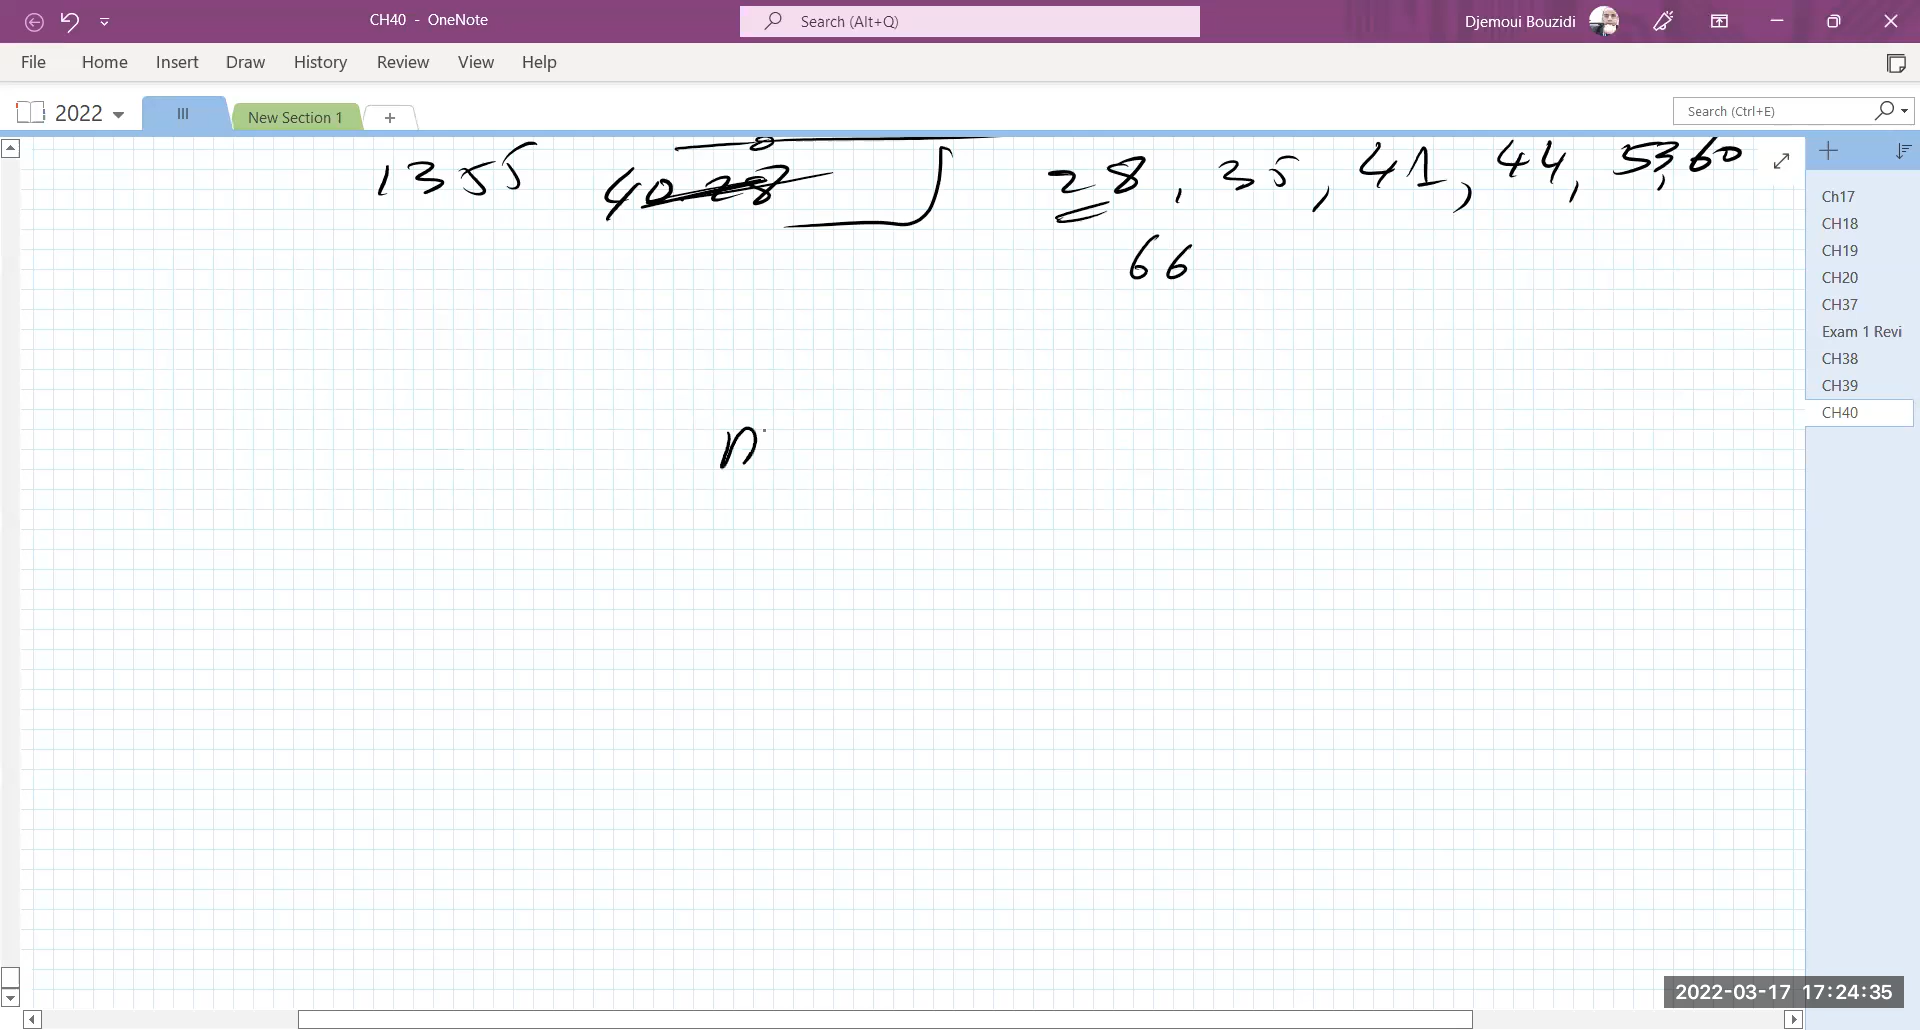 CH40 - OneNote
Search (Alt+Q)
Djemoui Bouzidi
File Home Insert Draw History Review View Help
2022
III
New Section 1
+
Search (Ctrl+E)
1355
28, 35, 41, 44, 53, 60
66
n
Ch17
CH18
CH19
CH20
CH37
Exam 1 Revi
CH38
CH39
CH40
2022-03-17 17:24:35